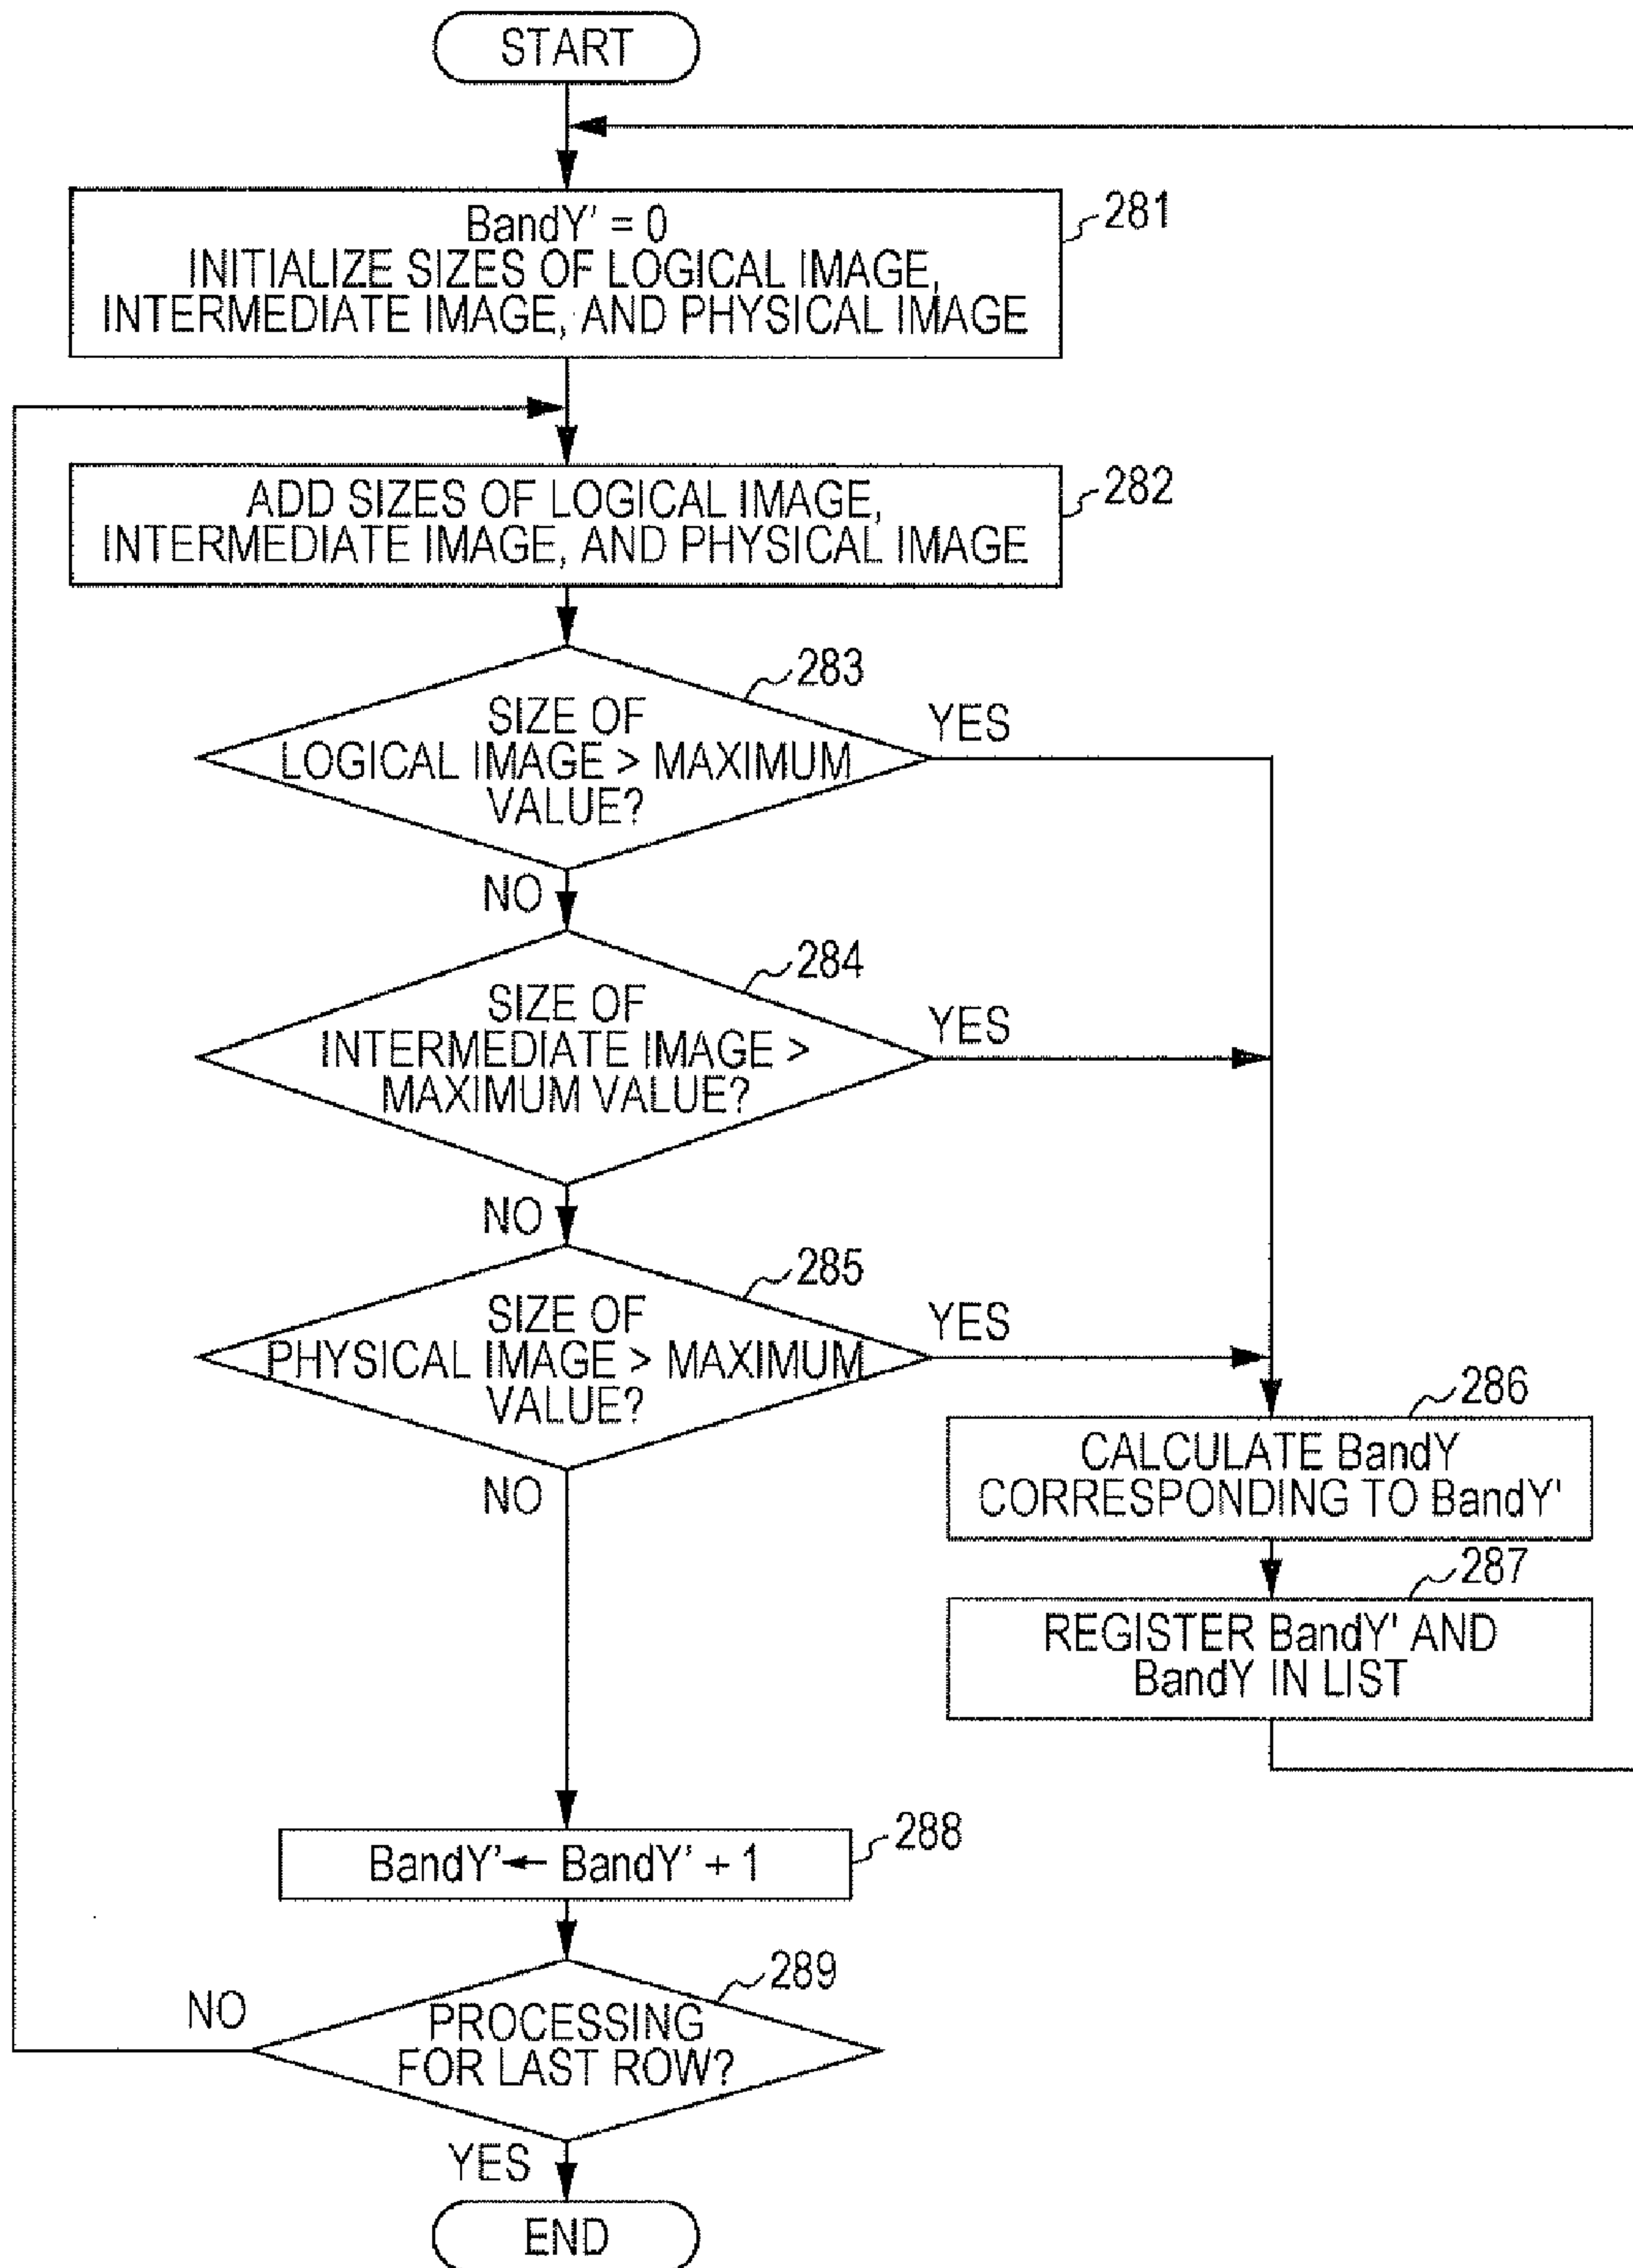 START
BandY' = 0
INITIALIZE SIZES OF LOGICAL IMAGE,
INTERMEDIATE IMAGE, AND PHYSICAL IMAGE
281
ADD SIZES OF LOGICAL IMAGE,
INTERMEDIATE IMAGE, AND PHYSICAL IMAGE
282
283
SIZE OF
LOGICAL IMAGE > MAXIMUM
VALUE?
YES
NO
284
SIZE OF
INTERMEDIATE IMAGE >
MAXIMUM VALUE?
YES
NO
285
SIZE OF
PHYSICAL IMAGE > MAXIMUM
VALUE?
YES
NO
286
CALCULATE BandY
CORRESPONDING TO BandY'
287
REGISTER BandY' AND
BandY IN LIST
288
BandY' ← BandY' + 1
289
PROCESSING
FOR LAST ROW?
NO
YES
END